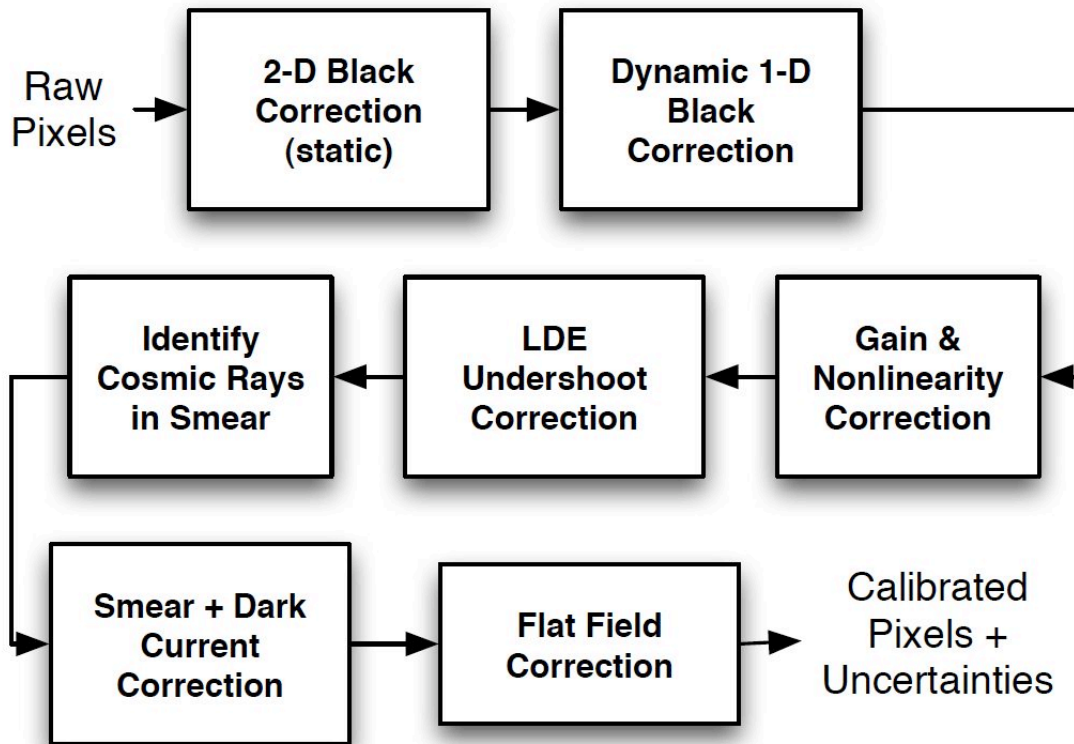 Raw
Pixels
2-D Black
Correction
(static)
Dynamic 1-D
Black
Correction
Gain &
Nonlinearity
Correction
LDE
Undershoot
Correction
Identify
Cosmic Rays
in Smear
Smear + Dark
Current
Correction
Flat Field
Correction
Calibrated
Pixels +
Uncertainties